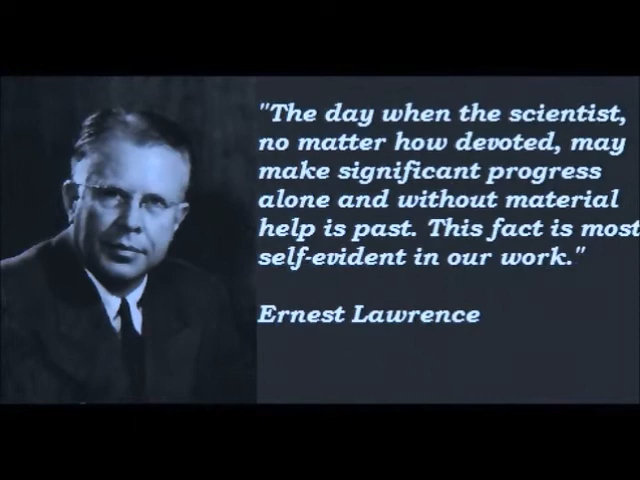 "The day when the scientist,
no matter how devoted, may
make significant progress
alone and without material
help is past. This fact is most
self-evident in our work."
Ernest Lawrence